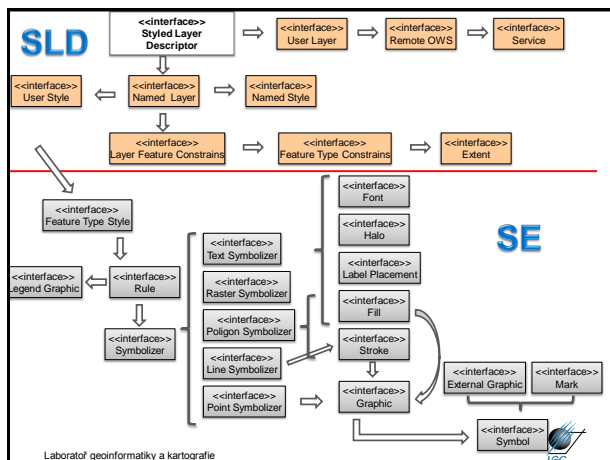 SLD
<<interface>>
Styled Layer
Descriptor
<<interface>>
User Layer
<<interface>>
Remote OWS
<<interface>>
Service
<<interface>>
User Style
<<interface>>
Named Layer
<<interface>>
Named Style
<<interface>>
Layer Feature Constrains
<<interface>>
Feature Type Constrains
<<interface>>
Extent
SE
<<interface>>
Feature Type Style
<<interface>>
Legend Graphic
<<interface>>
Rule
<<interface>>
Symbolizer
<<interface>>
Text Symbolizer
<<interface>>
Raster Symbolizer
<<interface>>
Poligon Symbolizer
<<interface>>
Line Symbolizer
<<interface>>
Point Symbolizer
<<interface>>
Font
<<interface>>
Halo
<<interface>>
Label Placement
<<interface>>
Fill
<<interface>>
Stroke
<<interface>>
Graphic
<<interface>>
External Graphic
<<interface>>
Mark
<<interface>>
Symbol
Laboratoř geoinformatiky a kartografie